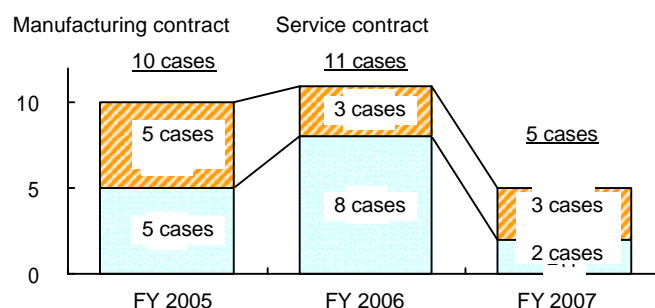 Manufacturing contract Service contract
10 cases 11 cases
10
5 cases
3 cases
5 cases
5
5 cases
8 cases
3 cases
2 cases
0
FY 2005 FY 2006 FY 2007